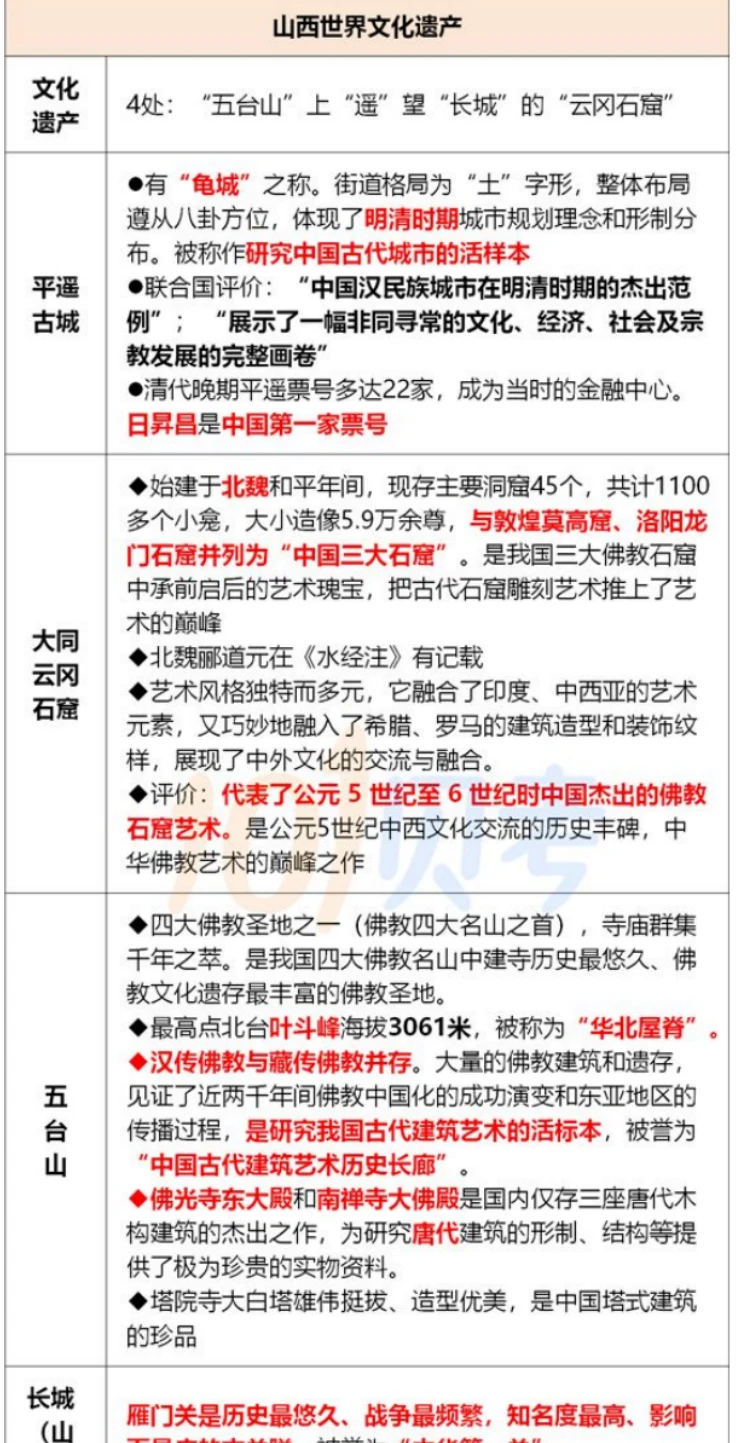 山西世界文化遗产
文化
遗产
4处：“五台山”上“遥”望“长城”的“云冈石窟”
平遥
古城
●有“龟城”之称。街道格局为“土”字形，整体布局
遵从八卦方位，体现了明清时期城市规划理念和形制分
布。被称作研究中国古代城市的活样本
●联合国评价：“中国汉民族城市在明清时期的杰出范
例”；“展示了一幅非同寻常的文化、经济、社会及宗
教发展的完整画卷”
●清代晚期平遥票号多达22家，成为当时的金融中心。
日昇昌是中国第一家票号
大同
云冈
石窟
◆始建于北魏和平年间，现存主要洞窟45个，共计1100
多个小龛，大小造像5.9万余尊，与敦煌莫高窟、洛阳龙
门石窟并列为“中国三大石窟”。是我国三大佛教石窟
中承前启后的艺术瑰宝，把古代石窟雕刻艺术推上了艺
术的巅峰
◆北魏郦道元在《水经注》有记载
◆艺术风格独特而多元，它融合了印度、中西亚的艺术
元素，又巧妙地融入了希腊、罗马的建筑造型和装饰纹
样，展现了中外文化的交流与融合。
◆评价：代表了公元 5 世纪至 6 世纪时中国杰出的佛教
石窟艺术。是公元5世纪中西文化交流的历史丰碑，中
华佛教艺术的巅峰之作
101贝考
五
台
山
◆四大佛教圣地之一（佛教四大名山之首），寺庙群集
千年之萃。是我国四大佛教名山中建寺历史最悠久、佛
教文化遗存最丰富的佛教圣地。
◆最高点北台叶斗峰海拔3061米，被称为“华北屋脊”。
◆汉传佛教与藏传佛教并存。大量的佛教建筑和遗存，
见证了近两千年间佛教中国化的成功演变和东亚地区的
传播过程，是研究我国古代建筑艺术的活标本，被誉为
“中国古代建筑艺术历史长廊”。
◆佛光寺东大殿和南禅寺大佛殿是国内仅存三座唐代木
构建筑的杰出之作，为研究唐代建筑的形制、结构等提
供了极为珍贵的实物资料。
◆塔院寺大白塔雄伟挺拔、造型优美，是中国塔式建筑
的珍品
长城
（山
雁门关是历史最悠久、战争最频繁，知名度最高、影响